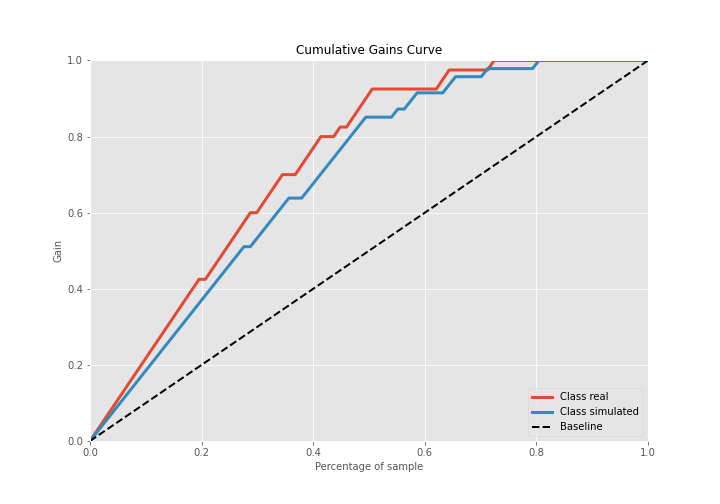 Cumulative Gains Curve
1.0
0.8
0.6
0.4
0.2
0.0
Gain
0.0 0.2 0.4 0.6 0.8 1.0
Percentage of sample
Class real
Class simulated
Baseline